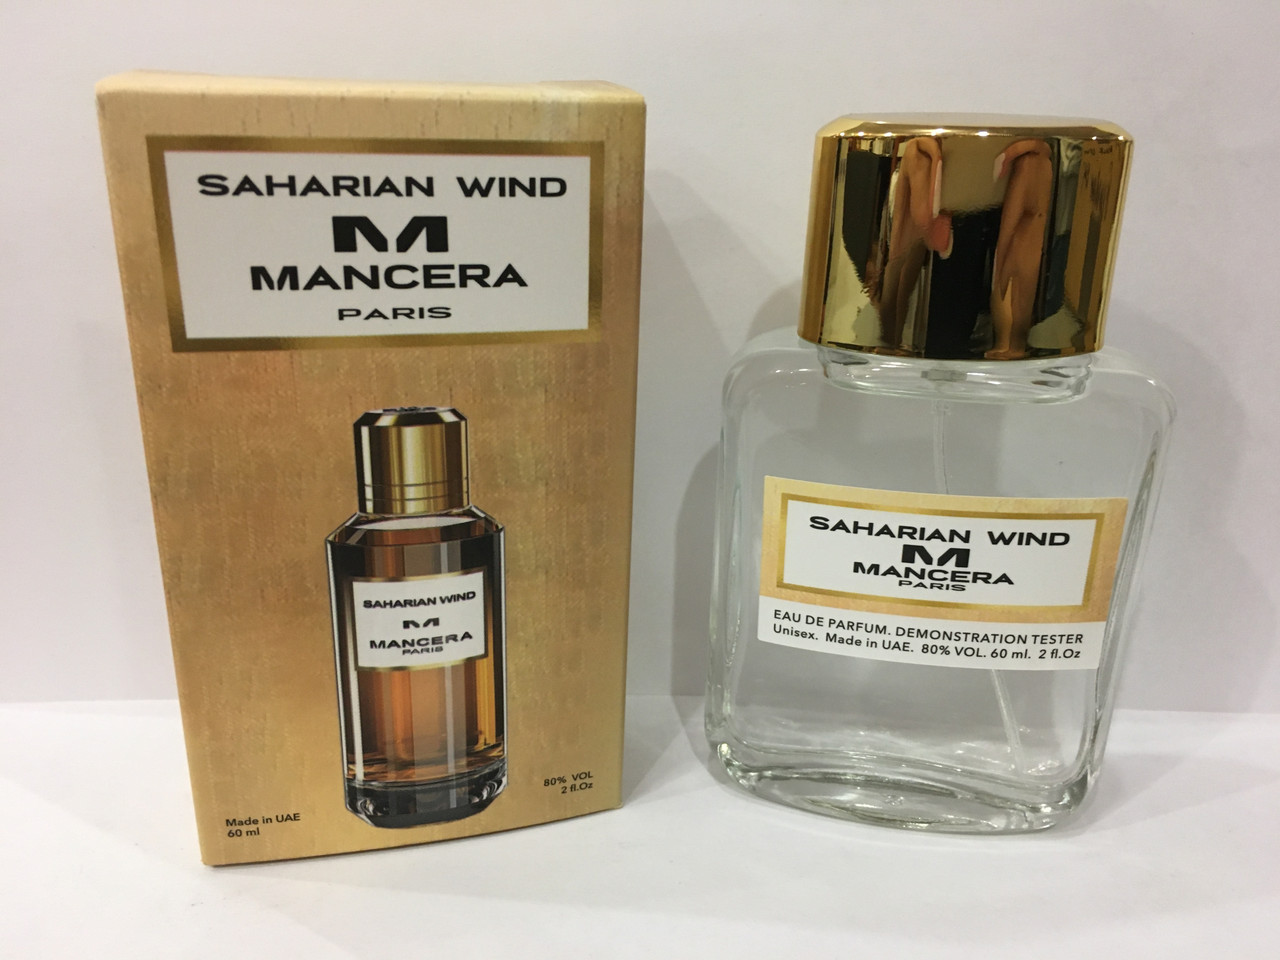 SAHARIAN WIND
M
MANCERA
PARIS
SAHARIAN WIND
M
MANCERA
PARIS
Made in UAE
60 ml
80% VOL
2 fl.Oz
SAHARIAN WIND
M
MANCERA
PARIS
EAU DE PARFUM. DEMONSTRATION TESTER
Unisex. Made in UAE. 80% VOL. 60 ml. 2 fl.Oz